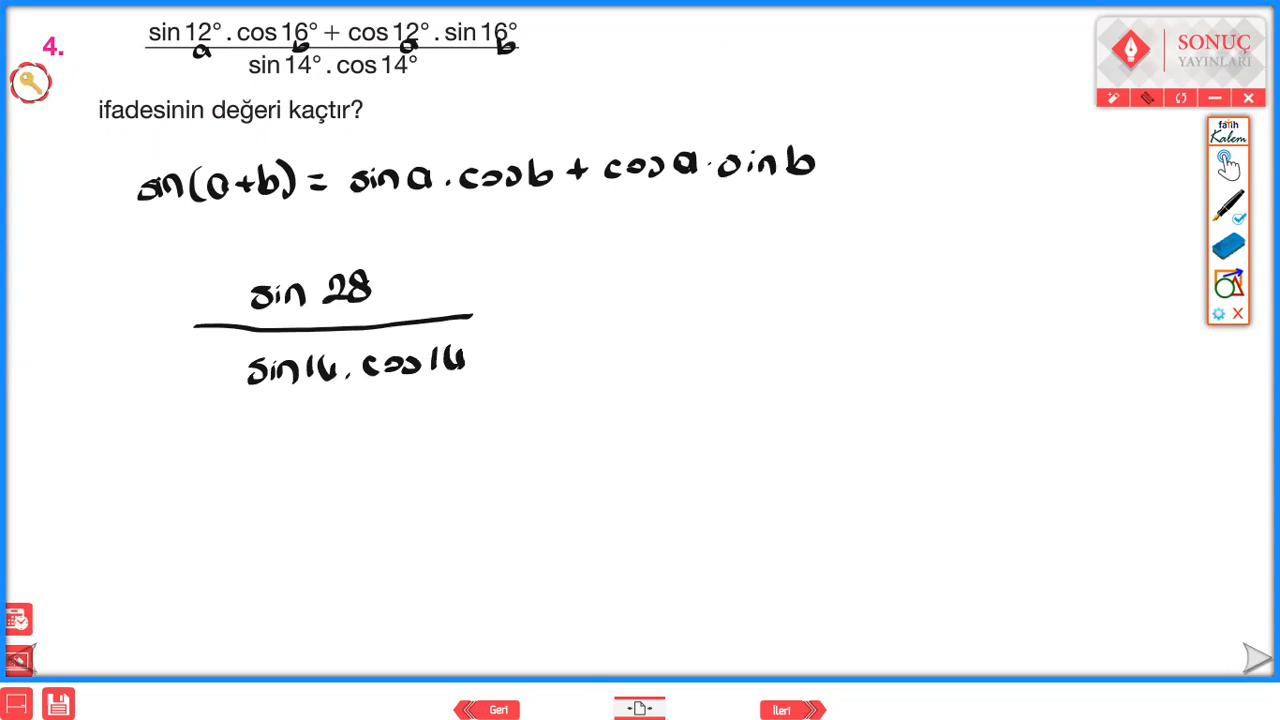 4.
sin 12° . cos 16° + cos 12° . sin 16°
a b a b
sin 14° . cos 14°
ifadesinin değeri kaçtır?
sin(a+b) = sin a . cos b + cos a . sin b
sin 28
sin 14 . cos 14
SONUÇ
YAYINLARI
fatih
Kalem
Geri
İleri